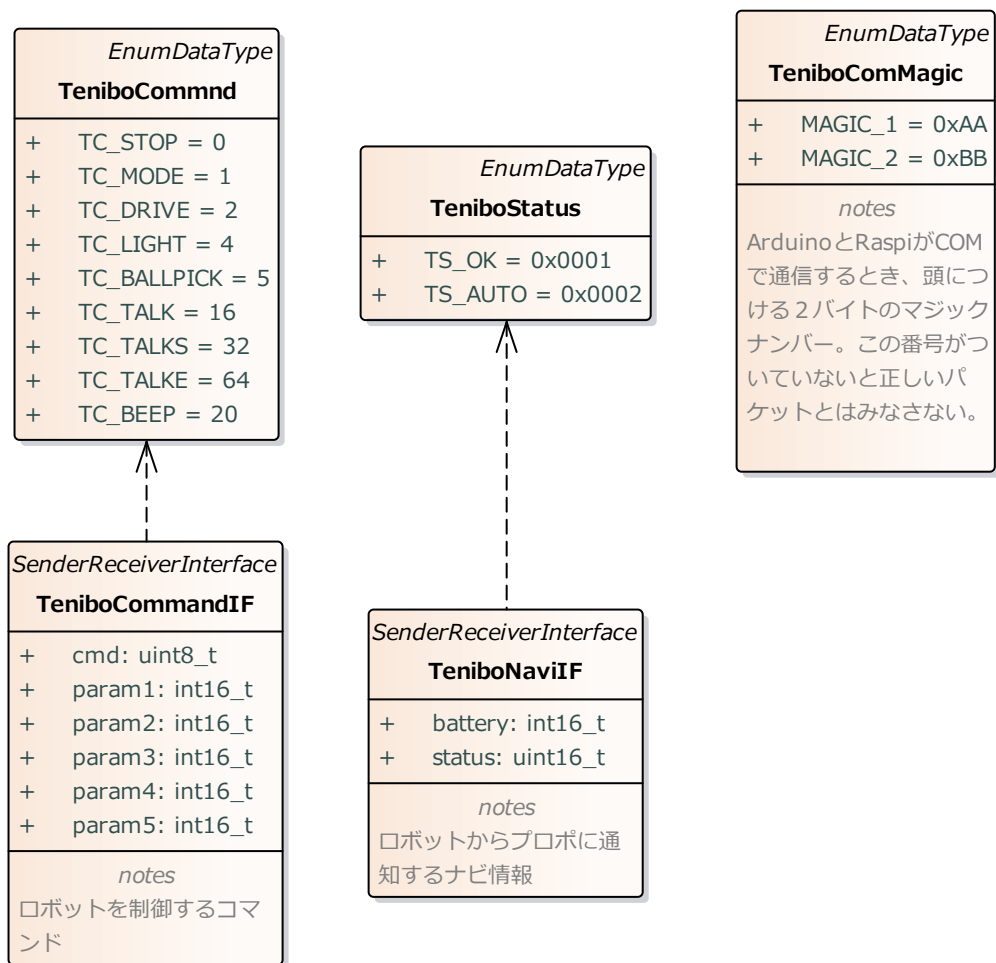 EnumDataType
TeniboCommnd
+ TC_STOP = 0
+ TC_MODE = 1
+ TC_DRIVE = 2
+ TC_LIGHT = 4
+ TC_BALLPICK = 5
+ TC_TALK = 16
+ TC_TALKS = 32
+ TC_TALKE = 64
+ TC_BEEP = 20
SenderReceiverInterface
TeniboCommandIF
+ cmd: uint8_t
+ param1: int16_t
+ param2: int16_t
+ param3: int16_t
+ param4: int16_t
+ param5: int16_t
notes
ロボットを制御するコマ
ンド
EnumDataType
TeniboStatus
+ TS_OK = 0x0001
+ TS_AUTO = 0x0002
SenderReceiverInterface
TeniboNaviIF
+ battery: int16_t
+ status: uint16_t
notes
ロボットからプロポに通
知するナビ情報
EnumDataType
TeniboComMagic
+ MAGIC_1 = 0xAA
+ MAGIC_2 = 0xBB
notes
ArduinoとRaspiがCOM
で通信するとき、頭につ
ける２バイトのマジック
ナンバー。この番号がつ
いていないと正しいパ
ケットとはみなさない。